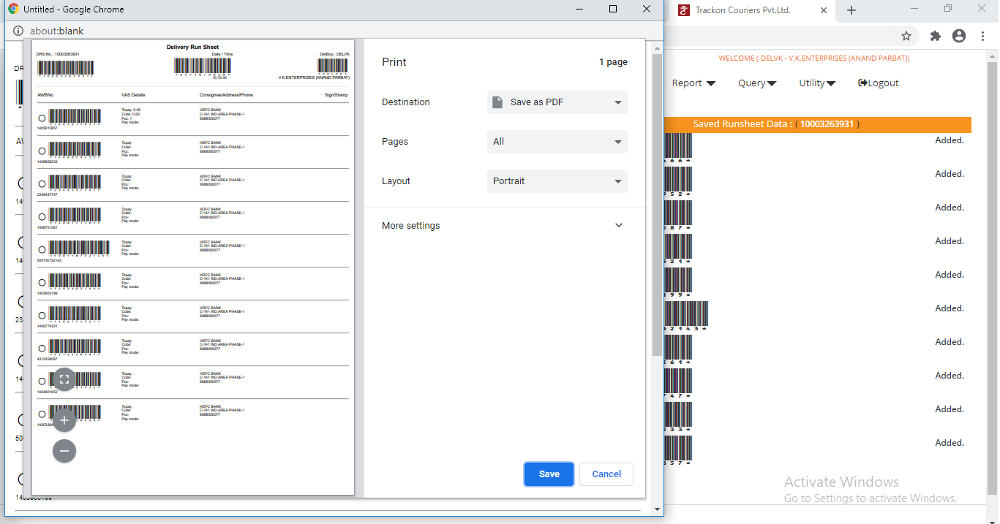 Untitled - Google Chrome
about:blank
Trackon Couriers Pvt.Ltd.
WELCOME ( DELVK - V.K.ENTERPRISES (ANAND PARBAT))
Report
Query
Utility
Logout
Saved Runsheet Data : ( 10003263931 )
Added.
Added.
Added.
Added.
Added.
Added.
Added.
Added.
Added.
Added.
Delivery Run Sheet
DRS No.: 10003263931
Date / Time
DelBoy : DELVK
15:15:40
V.K.ENTERPRISES (ANAND PARBAT)
AWBNo
VAS Details
Consignee/Address/Phone
Sign/Stamp
Topay: 0.00
Code: 0.00
Pcs: 1
Pay mode:
HDFC BANK
C-141 IND.AREA PHASE-1
8888000077
1405615857
Topay:
Code:
Pcs:
Pay mode:
HDFC BANK
C-141 IND.AREA PHASE-1
8888000077
1408659233
Topay:
Code:
Pcs:
Pay mode:
HDFC BANK
C-141 IND.AREA PHASE-1
8888000077
2349437747
Topay:
Code:
Pcs:
Pay mode:
HDFC BANK
C-141 IND.AREA PHASE-1
8888000077
1406751261
Topay:
Code:
Pcs:
Pay mode:
HDFC BANK
C-141 IND.AREA PHASE-1
8888000077
500118732143
Topay:
Code:
Pcs:
Pay mode:
HDFC BANK
C-141 IND.AREA PHASE-1
8888000077
1403903199
Topay:
Code:
Pcs:
Pay mode:
HDFC BANK
C-141 IND.AREA PHASE-1
8888000077
1406774321
Topay:
Code:
Pcs:
Pay mode:
HDFC BANK
C-141 IND.AREA PHASE-1
8888000077
4312258587
Topay:
Code:
Pcs:
Pay mode:
HDFC BANK
C-141 IND.AREA PHASE-1
8888000077
1404901952
Topay:
Code:
Pcs:
Pay mode:
HDFC BANK
C-141 IND.AREA PHASE-1
8888000077
Print
1 page
Destination
Save as PDF
Pages
All
Layout
Portrait
More settings
Save
Cancel
Activate Windows
Go to Settings to activate Windows.